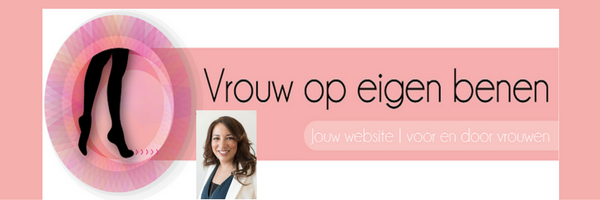 Vrouw op eigen benen
Jouw website | voor en door vrouwen